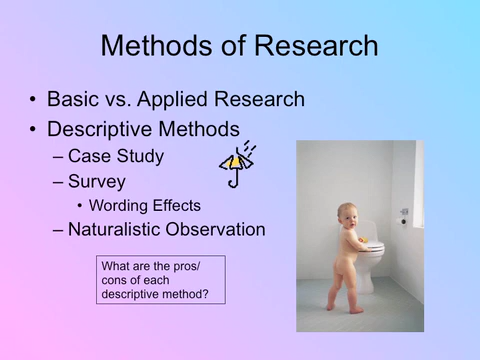 Methods of Research
• Basic vs. Applied Research
• Descriptive Methods
– Case Study
– Survey
• Wording Effects
– Naturalistic Observation
What are the pros/
cons of each
descriptive method?